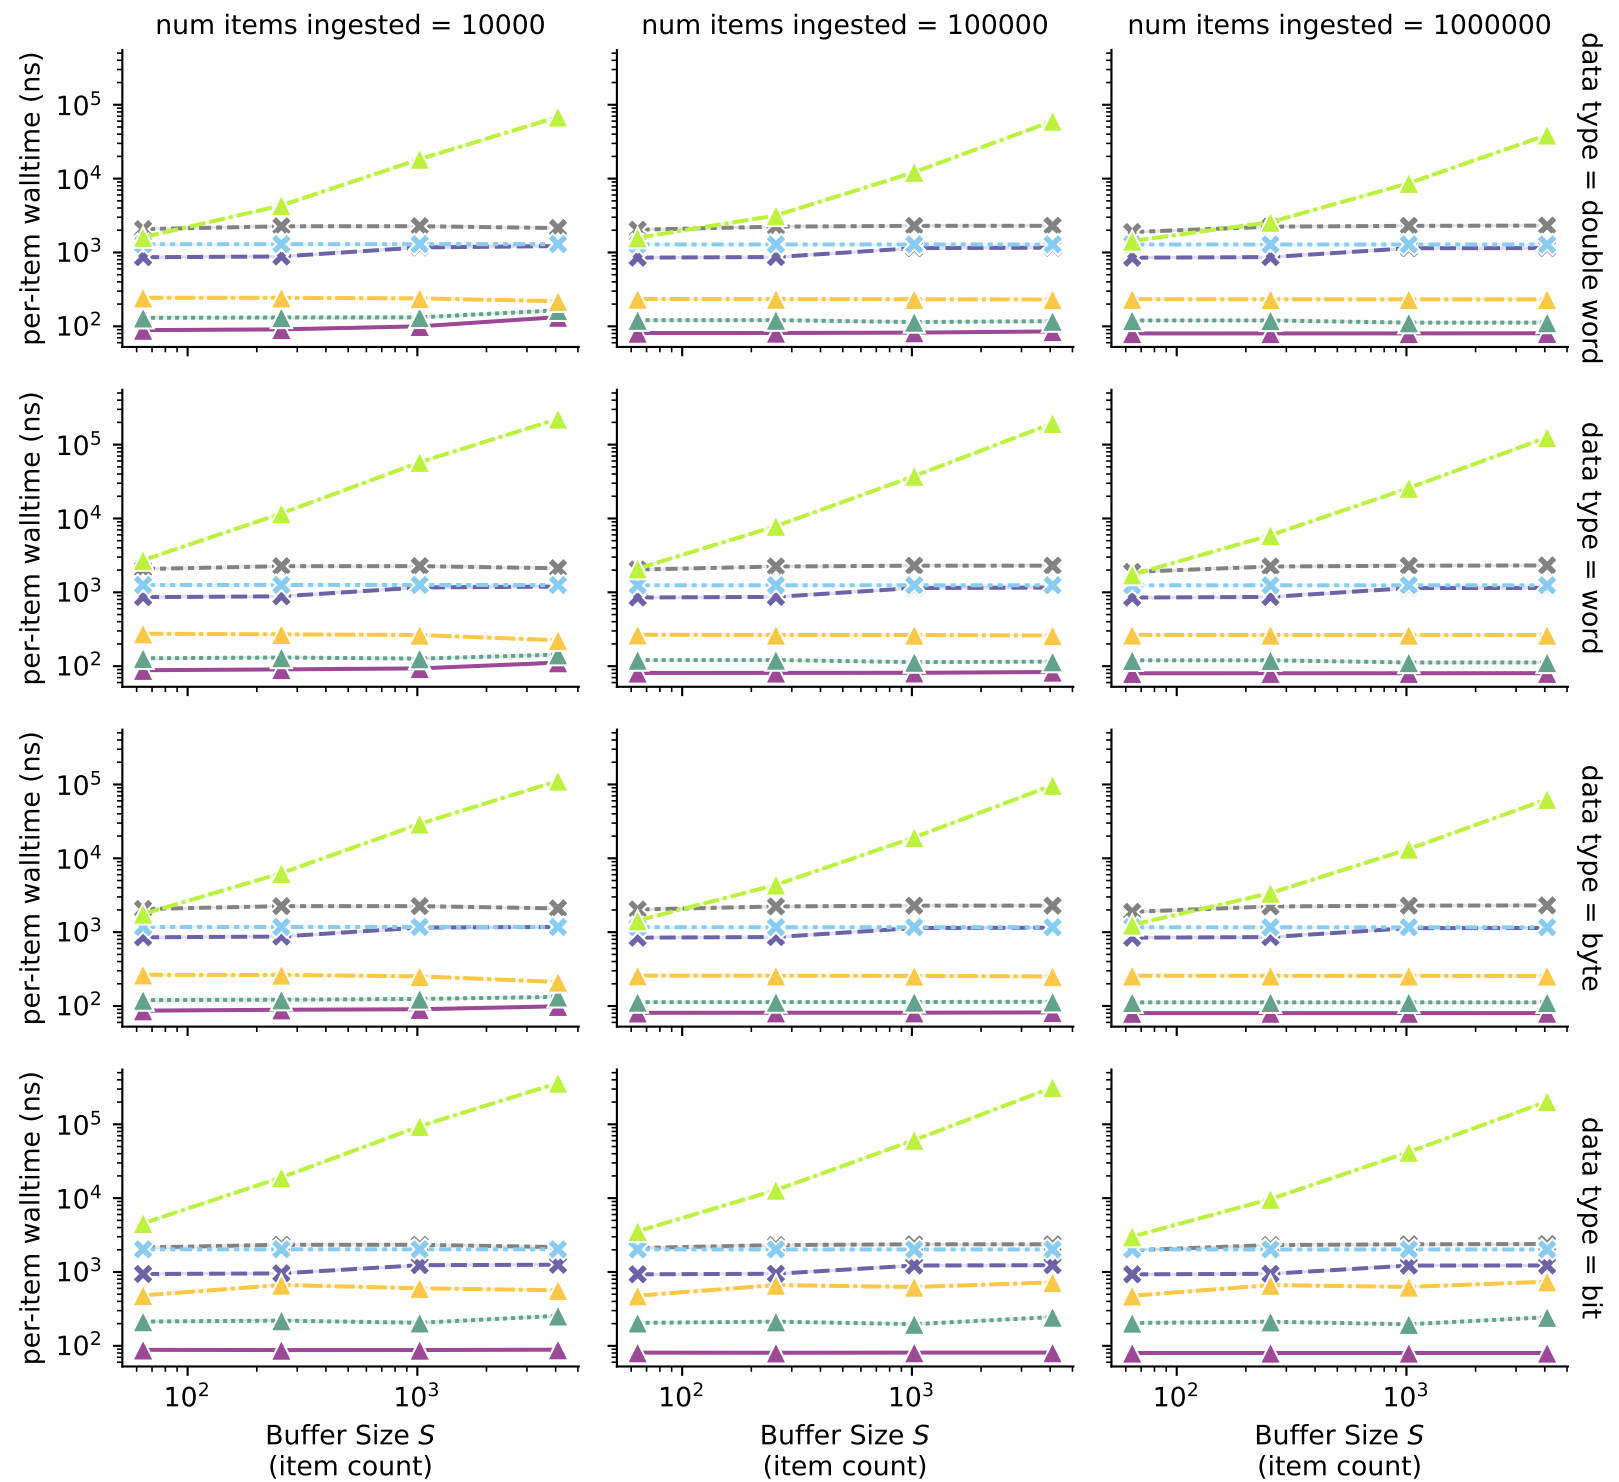 num items ingested = 10000
num items ingested = 100000
num items ingested = 1000000
per-item walltime (ns)
10^5
10^4
10^3
10^2
data type = double word
per-item walltime (ns)
10^5
10^4
10^3
10^2
data type = word
per-item walltime (ns)
10^5
10^4
10^3
10^2
data type = byte
per-item walltime (ns)
10^5
10^4
10^3
10^2
data type = bit
10^2
10^3
10^2
10^3
10^2
10^3
Buffer Size S
(item count)
Buffer Size S
(item count)
Buffer Size S
(item count)